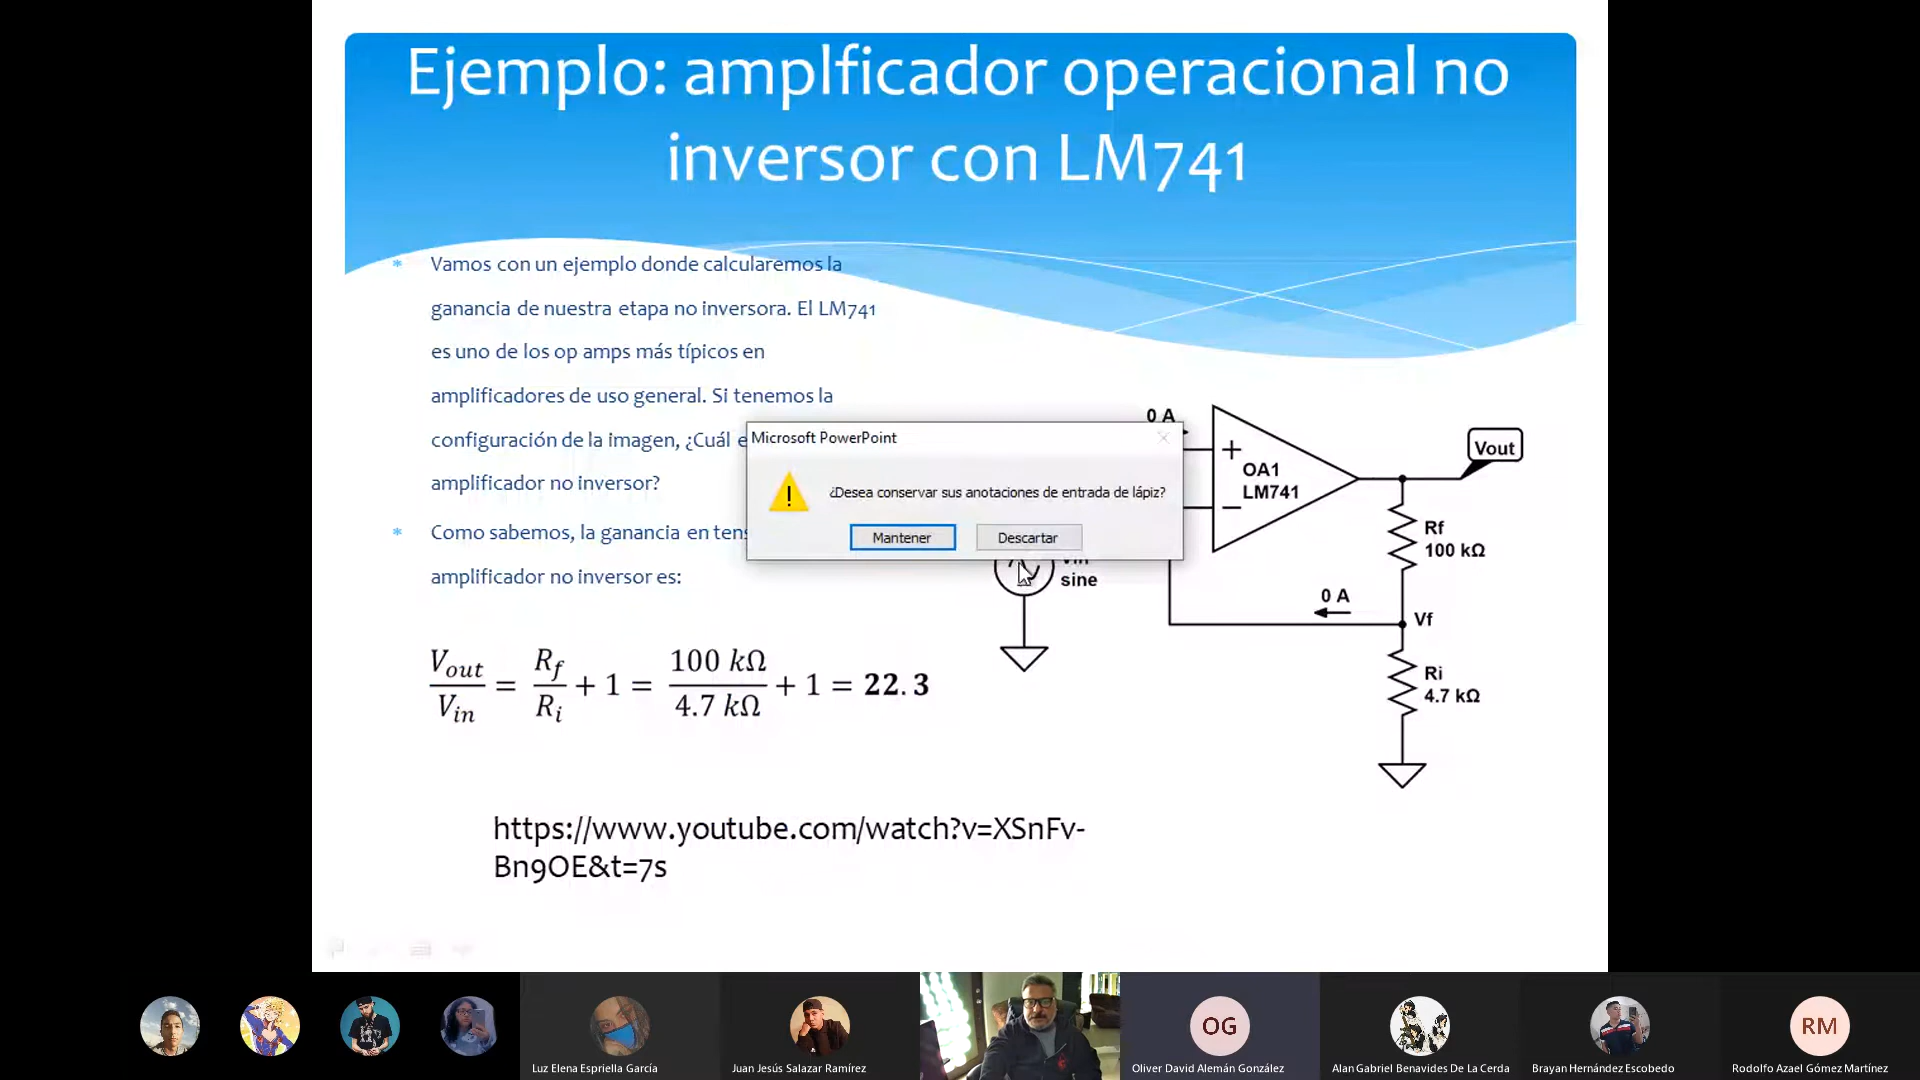 Ejemplo: amplficador operacional no
inversor con LM741
* Vamos con un ejemplo donde calcularemos la
ganancia de nuestra etapa no inversora. El LM741
es uno de los op amps más típicos en
amplificadores de uso general. Si tenemos la
configuración de la imagen, ¿Cuál e
amplificador no inversor?
* Como sabemos, la ganancia en tens
amplificador no inversor es:
Vout/Vin = Rf/Ri + 1 = 100 kΩ/4.7 kΩ + 1 = 22.3
https://www.youtube.com/watch?v=XSnFv-
Bn9OE&t=7s
Microsoft PowerPoint
¿Desea conservar sus anotaciones de entrada de lápiz?
Mantener
Descartar
0 A
+
OA1
LM741
−
Vout
Rf
100 kΩ
0 A
Vf
Ri
4.7 kΩ
Vin
sine
Luz Elena Espriella García
Juan Jesús Salazar Ramírez
OG
Oliver David Alemán González
Alan Gabriel Benavides De La Cerda
Brayan Hernández Escobedo
RM
Rodolfo Azael Gómez Martínez